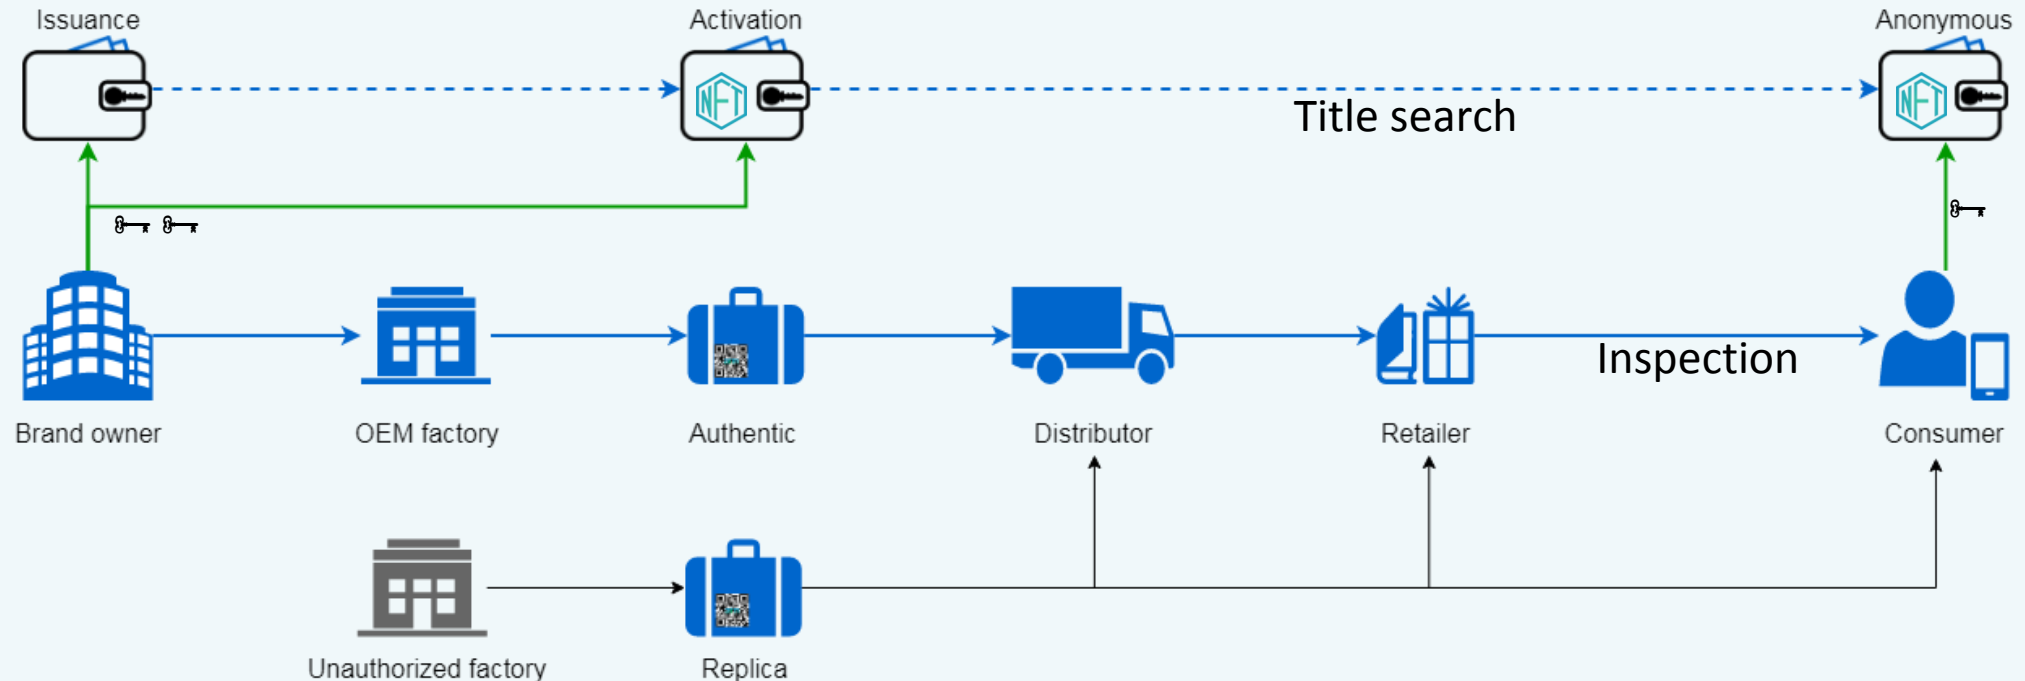 Issuance
Activation
Anonymous
NFT
NFT
Title search
Inspection
Brand owner
OEM factory
Authentic
Distributor
Retailer
Consumer
Unauthorized factory
Replica